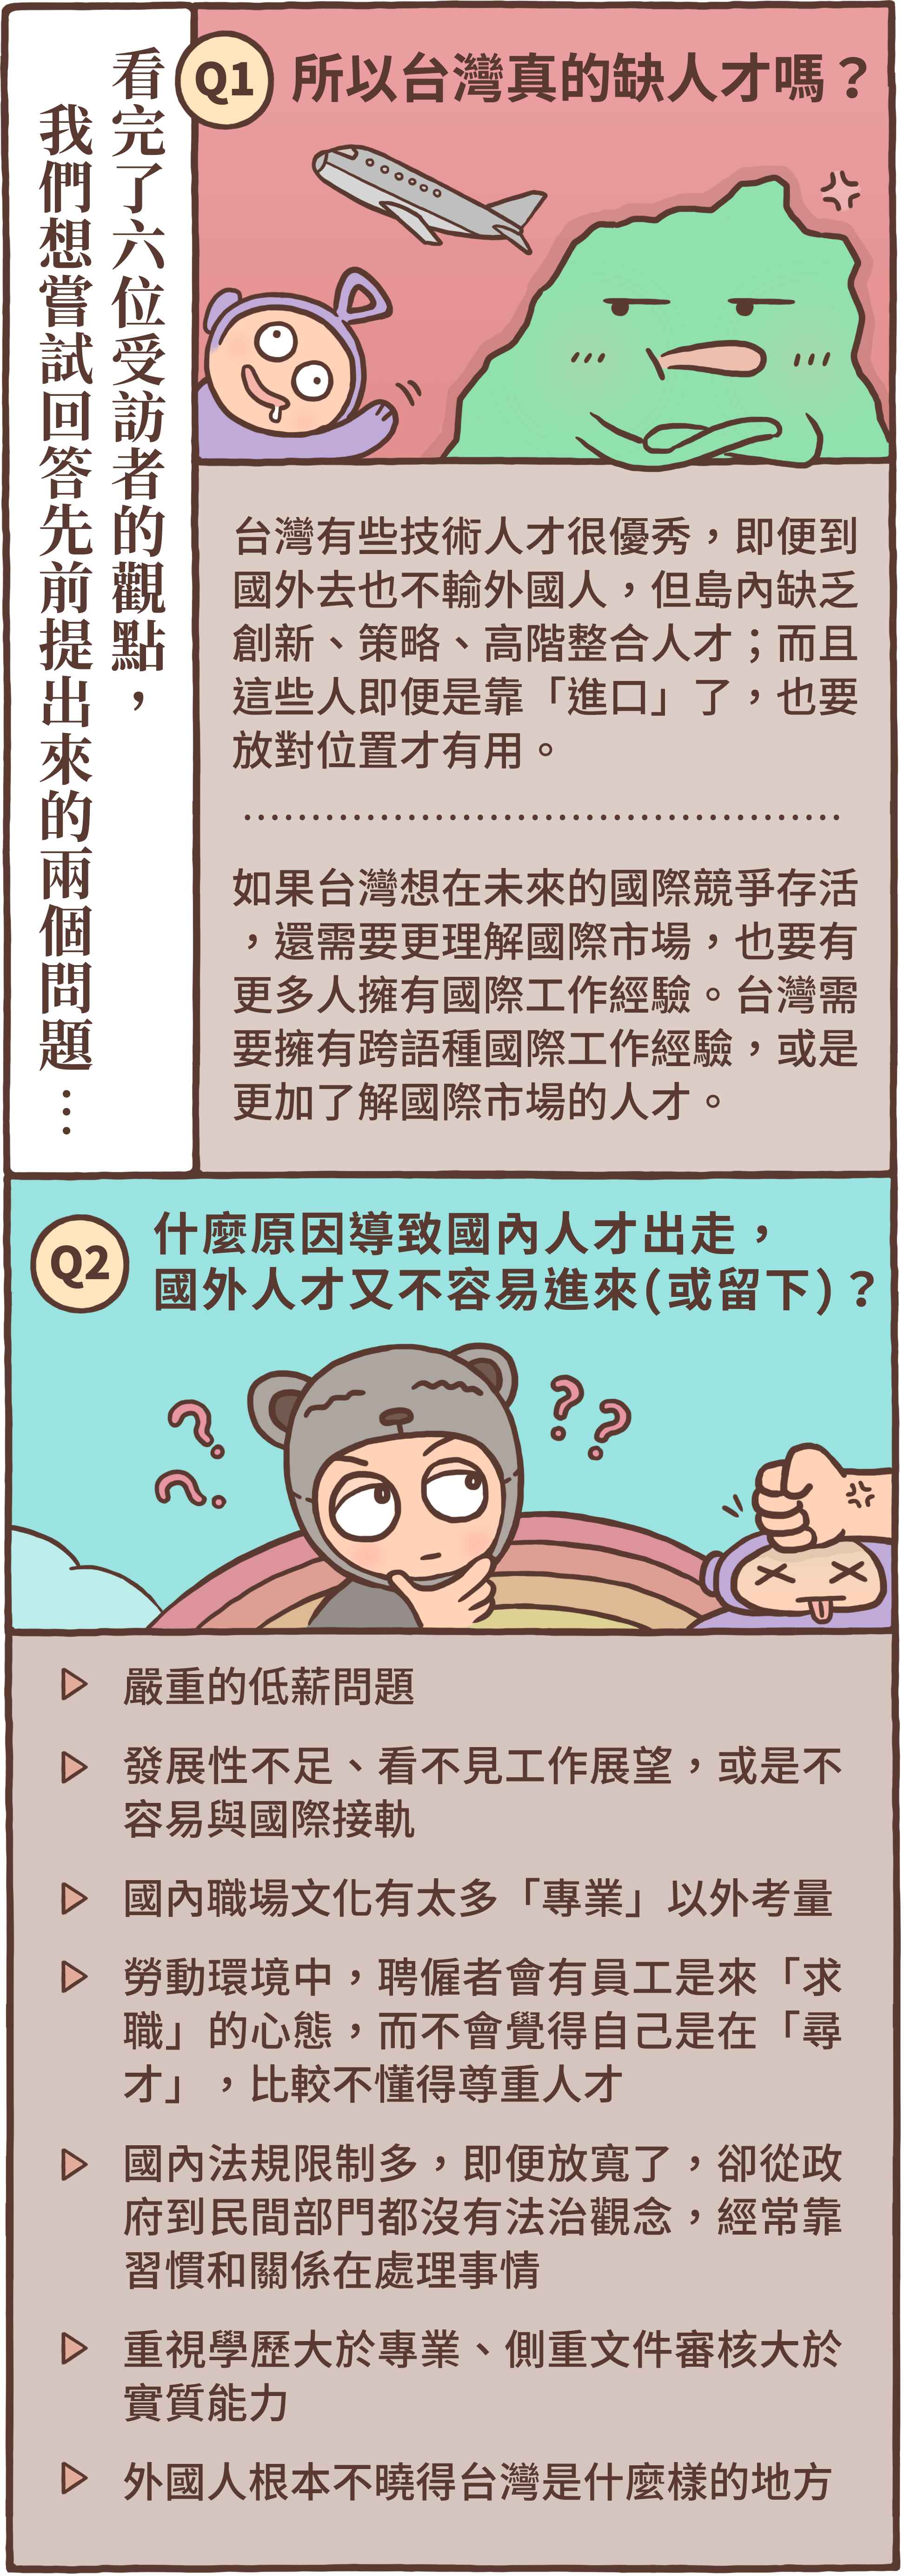 看完了六位受訪者的觀點，
我們想嘗試回答先前提出來的兩個問題…
Q1
所以台灣真的缺人才嗎？
台灣有些技術人才很優秀，即便到
國外去也不輸外國人，但島內缺乏
創新、策略、高階整合人才；而且
這些人即便是靠「進口」了，也要
放對位置才有用。
如果台灣想在未來的國際競爭存活
，還需要更理解國際市場，也要有
更多人擁有國際工作經驗。台灣需
要擁有跨語種國際工作經驗，或是
更加了解國際市場的人才。
Q2
什麼原因導致國內人才出走，
國外人才又不容易進來(或留下)？
嚴重的低薪問題
發展性不足、看不見工作展望，或是不
容易與國際接軌
國內職場文化有太多「專業」以外考量
勞動環境中，聘僱者會有員工是來「求
職」的心態，而不會覺得自己是在「尋
才」，比較不懂得尊重人才
國內法規限制多，即便放寬了，卻從政
府到民間部門都沒有法治觀念，經常靠
習慣和關係在處理事情
重視學歷大於專業、側重文件審核大於
實質能力
外國人根本不曉得台灣是什麼樣的地方